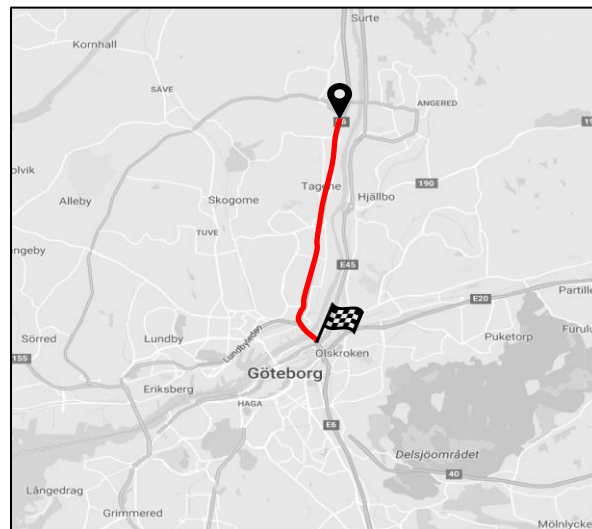 Surte
Kornhall
SÄVE
ANGERED
E6
olvik
Tagene
190
Hjällbo
Alleby
Skogome
TUVE
ngeby
E45
E20
Partille
Lundbyleden
Sörred
Lundby
Puketorp
Furulu
155
Olskroken
Göteborg
Eriksberg
HAGA
E6
Delsjöområdet
40
Långedrag
Grimmered
Mölnlycke